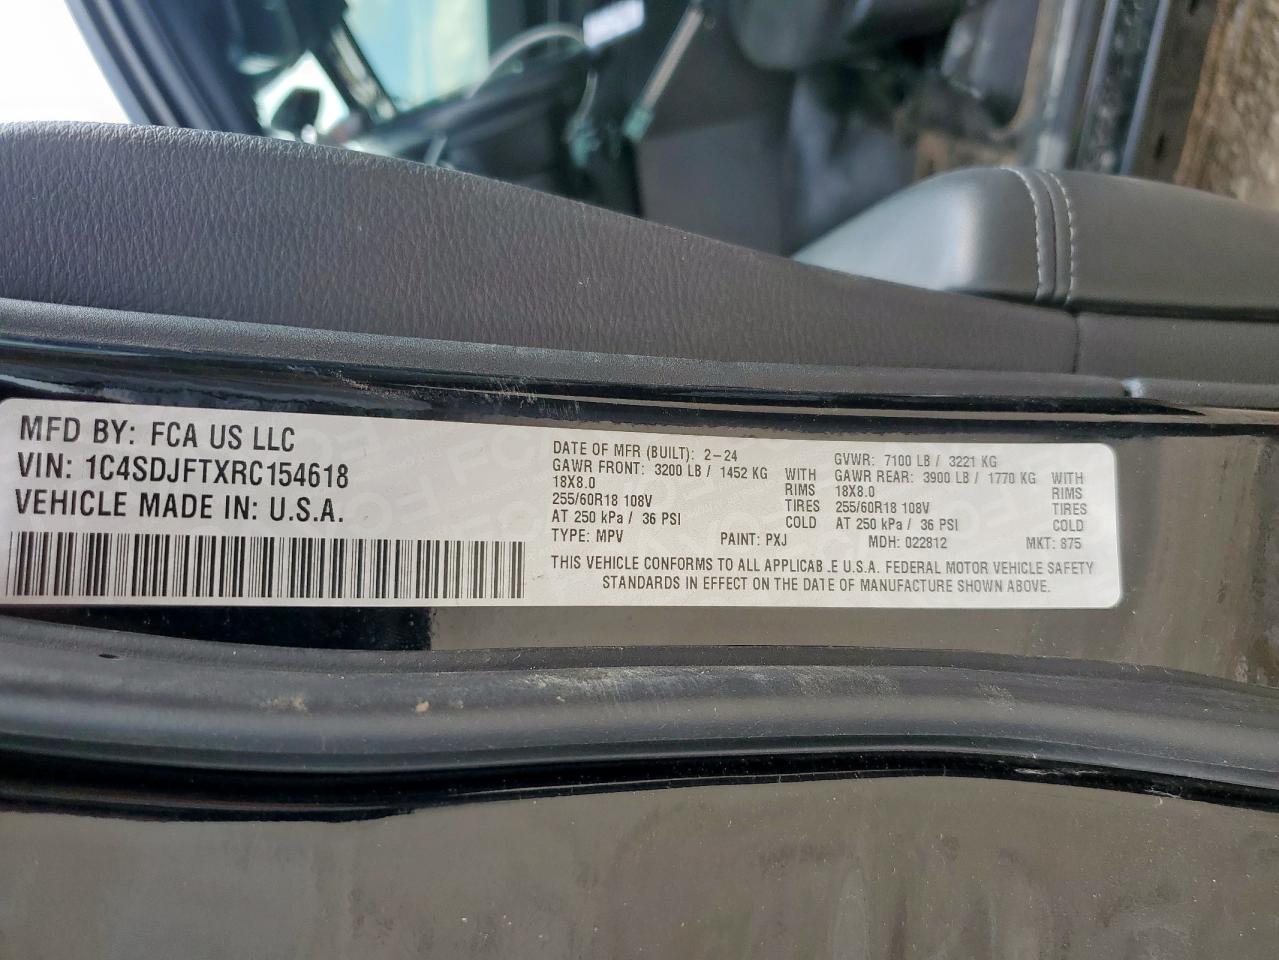 MFD BY: FCA US LLC
VIN: 1C4SDJFTXRC154618
VEHICLE MADE IN: U.S.A.
DATE OF MFR (BUILT): 2-24
GVWR: 7100 LB / 3221 KG
GAWR FRONT: 3200 LB / 1452 KG WITH
GAWR REAR: 3900 LB / 1770 KG WITH
18X8.0 RIMS
18X8.0 RIMS
255/60R18 108V TIRES
255/60R18 108V TIRES
AT 250 kPa / 36 PSI COLD
AT 250 kPa / 36 PSI COLD
TYPE: MPV PAINT: PXJ MDH: 022812 MKT: 875
THIS VEHICLE CONFORMS TO ALL APPLICAB.E U.S.A. FEDERAL MOTOR VEHICLE SAFETY
STANDARDS IN EFFECT ON THE DATE OF MANUFACTURE SHOWN ABOVE.